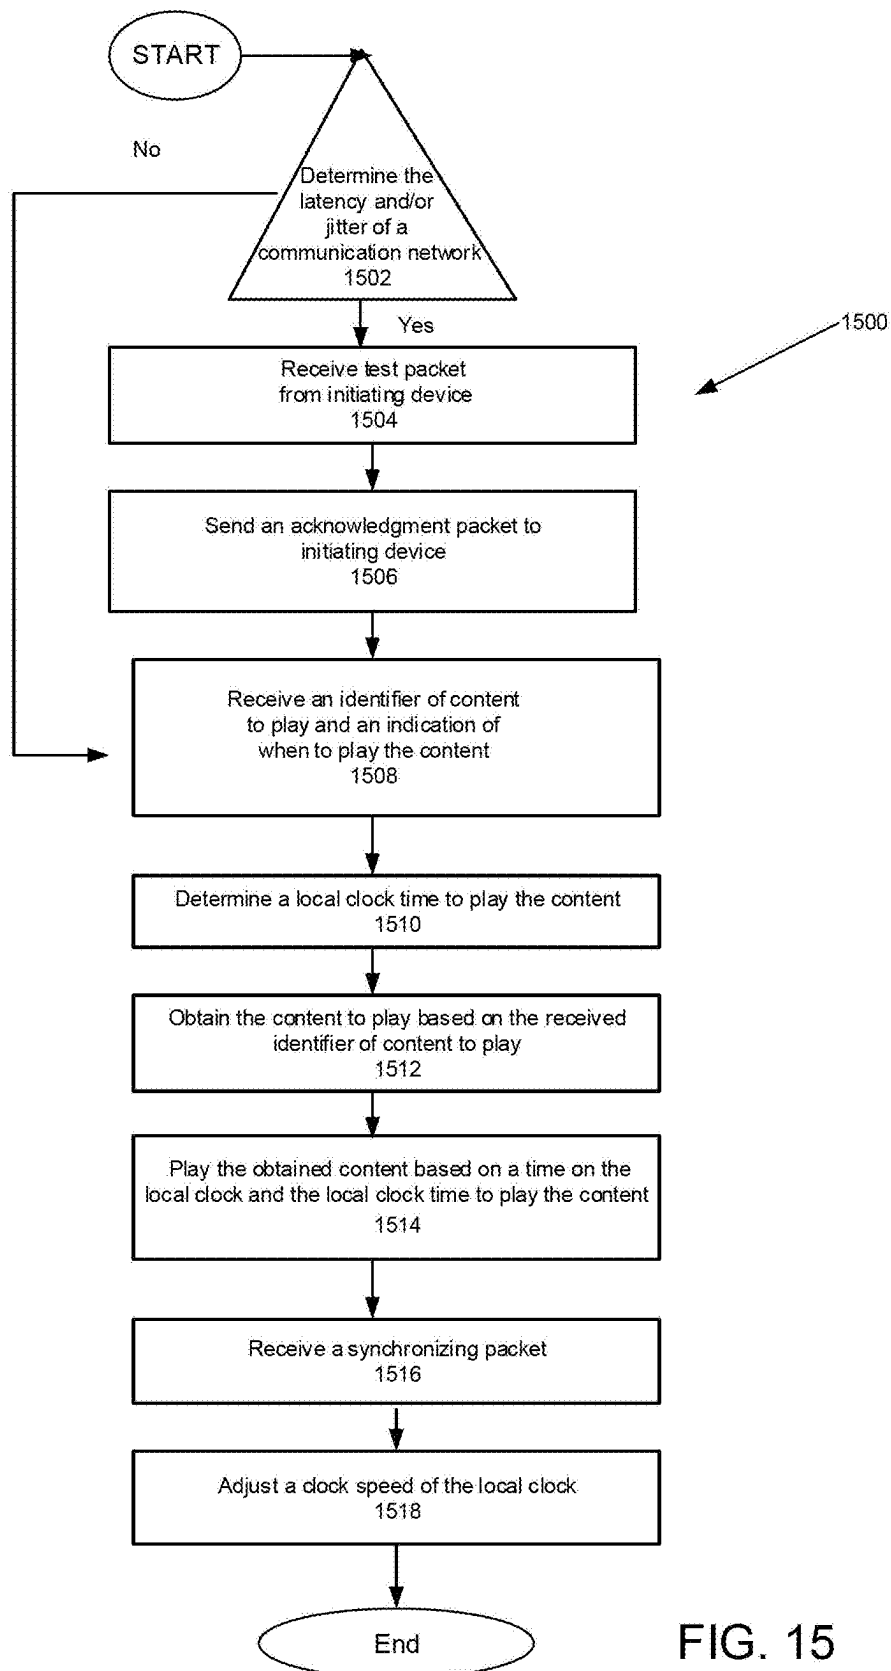 START
No
Determine the
latency and/or
jitter of a
communication network
1502
Yes
1500
Receive test packet
from initiating device
1504
Send an acknowledgment packet to
initiating device
1506
Receive an identifier of content
to play and an indication of
when to play the content
1508
Determine a local clock time to play the content
1510
Obtain the content to play based on the received
identifier of content to play
1512
Play the obtained content based on a time on the
local clock and the local clock time to play the content
1514
Receive a synchronizing packet
1516
Adjust a clock speed of the local clock
1518
End
FIG. 15